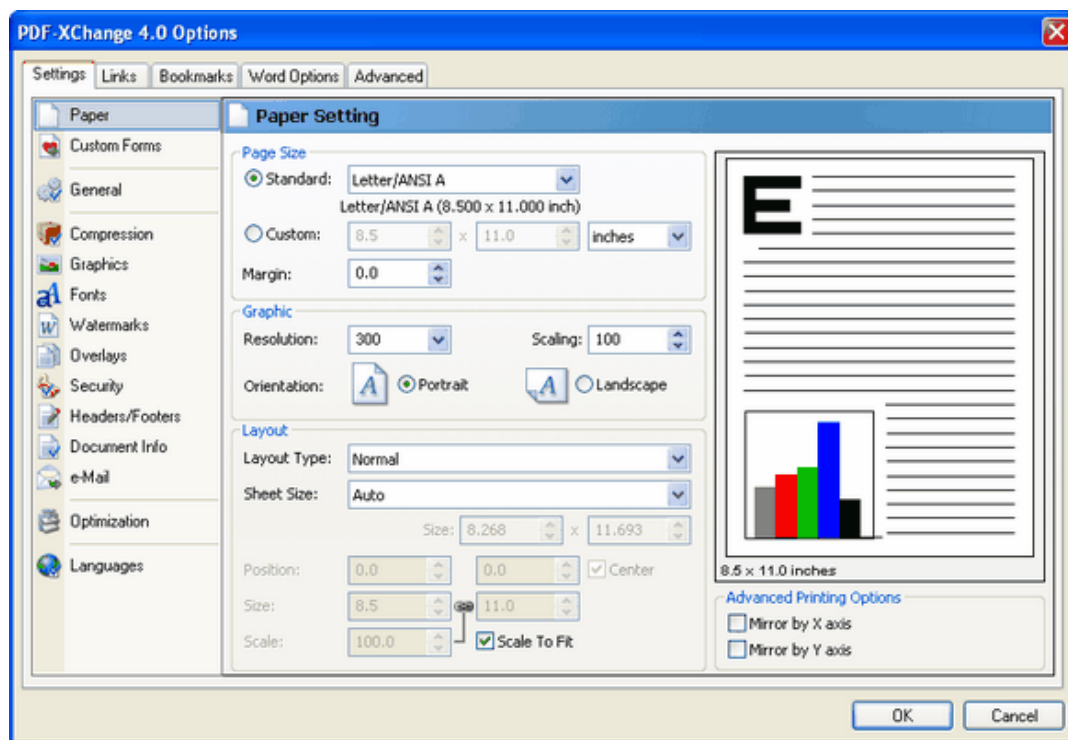 PDF-XChange 4.0 Options
Settings Links Bookmarks Word Options Advanced
Paper
Custom Forms
General
Compression
Graphics
Fonts
Watermarks
Overlays
Security
Headers/Footers
Document Info
e-Mail
Optimization
Languages
Paper Setting
Page Size
Standard: Letter/ANSI A
Letter/ANSI A (8.500 x 11.000 inch)
Custom: 8.5 x 11.0 inches
Margin: 0.0
Graphic
Resolution: 300 Scaling: 100
Orientation: A Portrait A Landscape
Layout
Layout Type: Normal
Sheet Size: Auto
Size: 8.268 x 11.693
Position: 0.0 0.0 Center
Size: 8.5 11.0
Scale: 100.0 Scale To Fit
E
8.5 x 11.0 inches
Advanced Printing Options
Mirror by X axis
Mirror by Y axis
OK Cancel